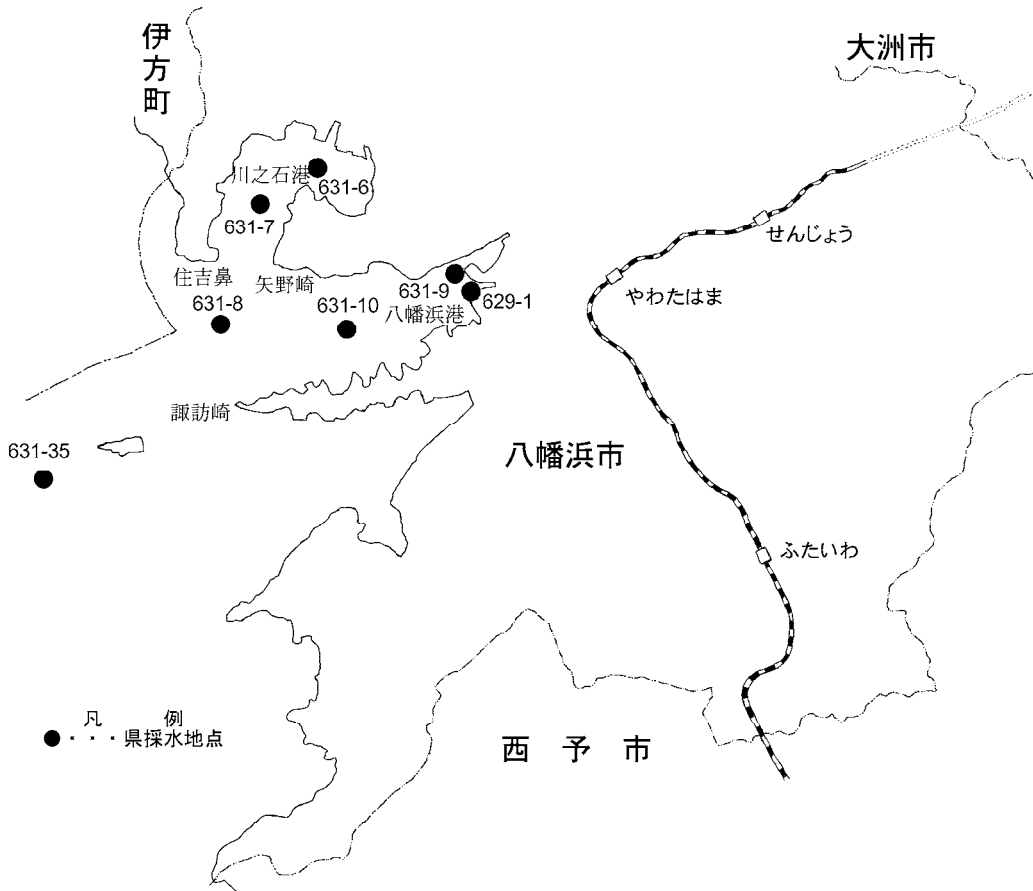 伊方町
大洲市
川之石港
631-6
631-7
せんじょう
住吉鼻
矢野崎
631-9
やわたはま
631-8
631-10
八幡浜港
629-1
諏訪崎
631-35
八幡浜市
ふたいわ
凡 例
●・・・県採水地点
西予市